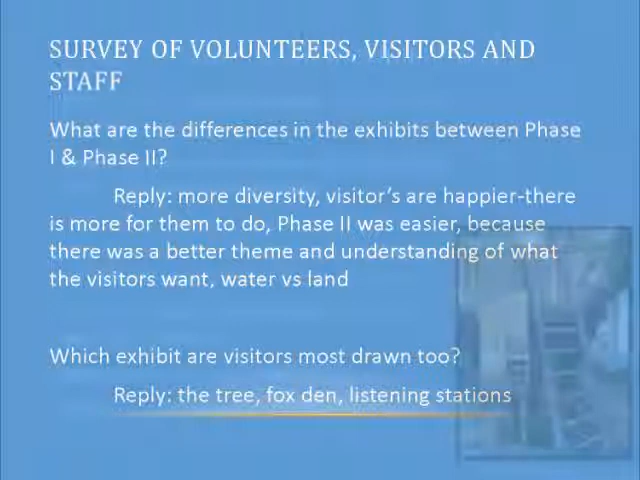 SURVEY OF VOLUNTEERS, VISITORS AND
STAFF
What are the differences in the exhibits between Phase
I & Phase II?
Reply: more diversity, visitor's are happier-there
is more for them to do, Phase II was easier, because
there was a better theme and understanding of what
the visitors want, water vs land
Which exhibit are visitors most drawn too?
Reply: the tree, fox den, listening stations